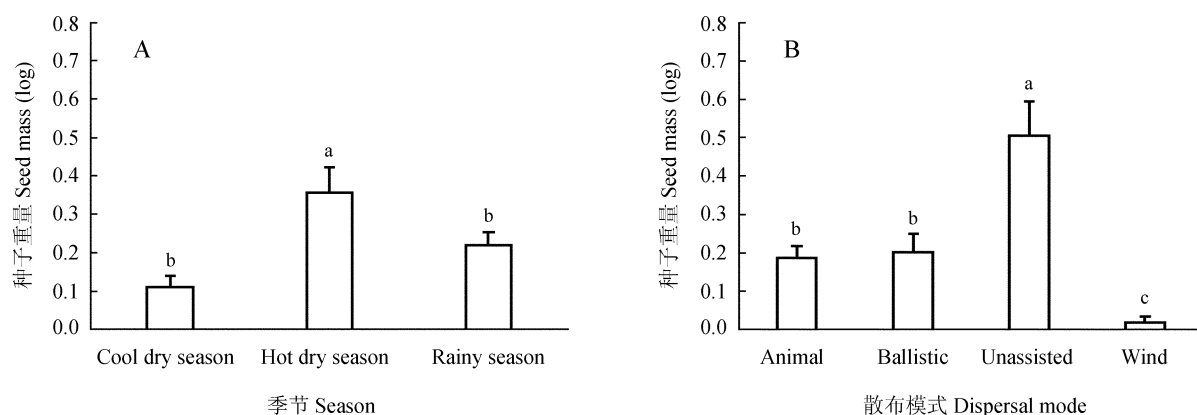 A
种子重量 Seed mass (log)
0.8
0.7
0.6
0.5
0.4
0.3
0.2
0.1
0.0
b
a
b
Cool dry season Hot dry season Rainy season
季节 Season
B
种子重量 Seed mass (log)
0.8
0.7
0.6
0.5
0.4
0.3
0.2
0.1
0.0
b
b
a
c
Animal Ballistic Unassisted Wind
散布模式 Dispersal mode